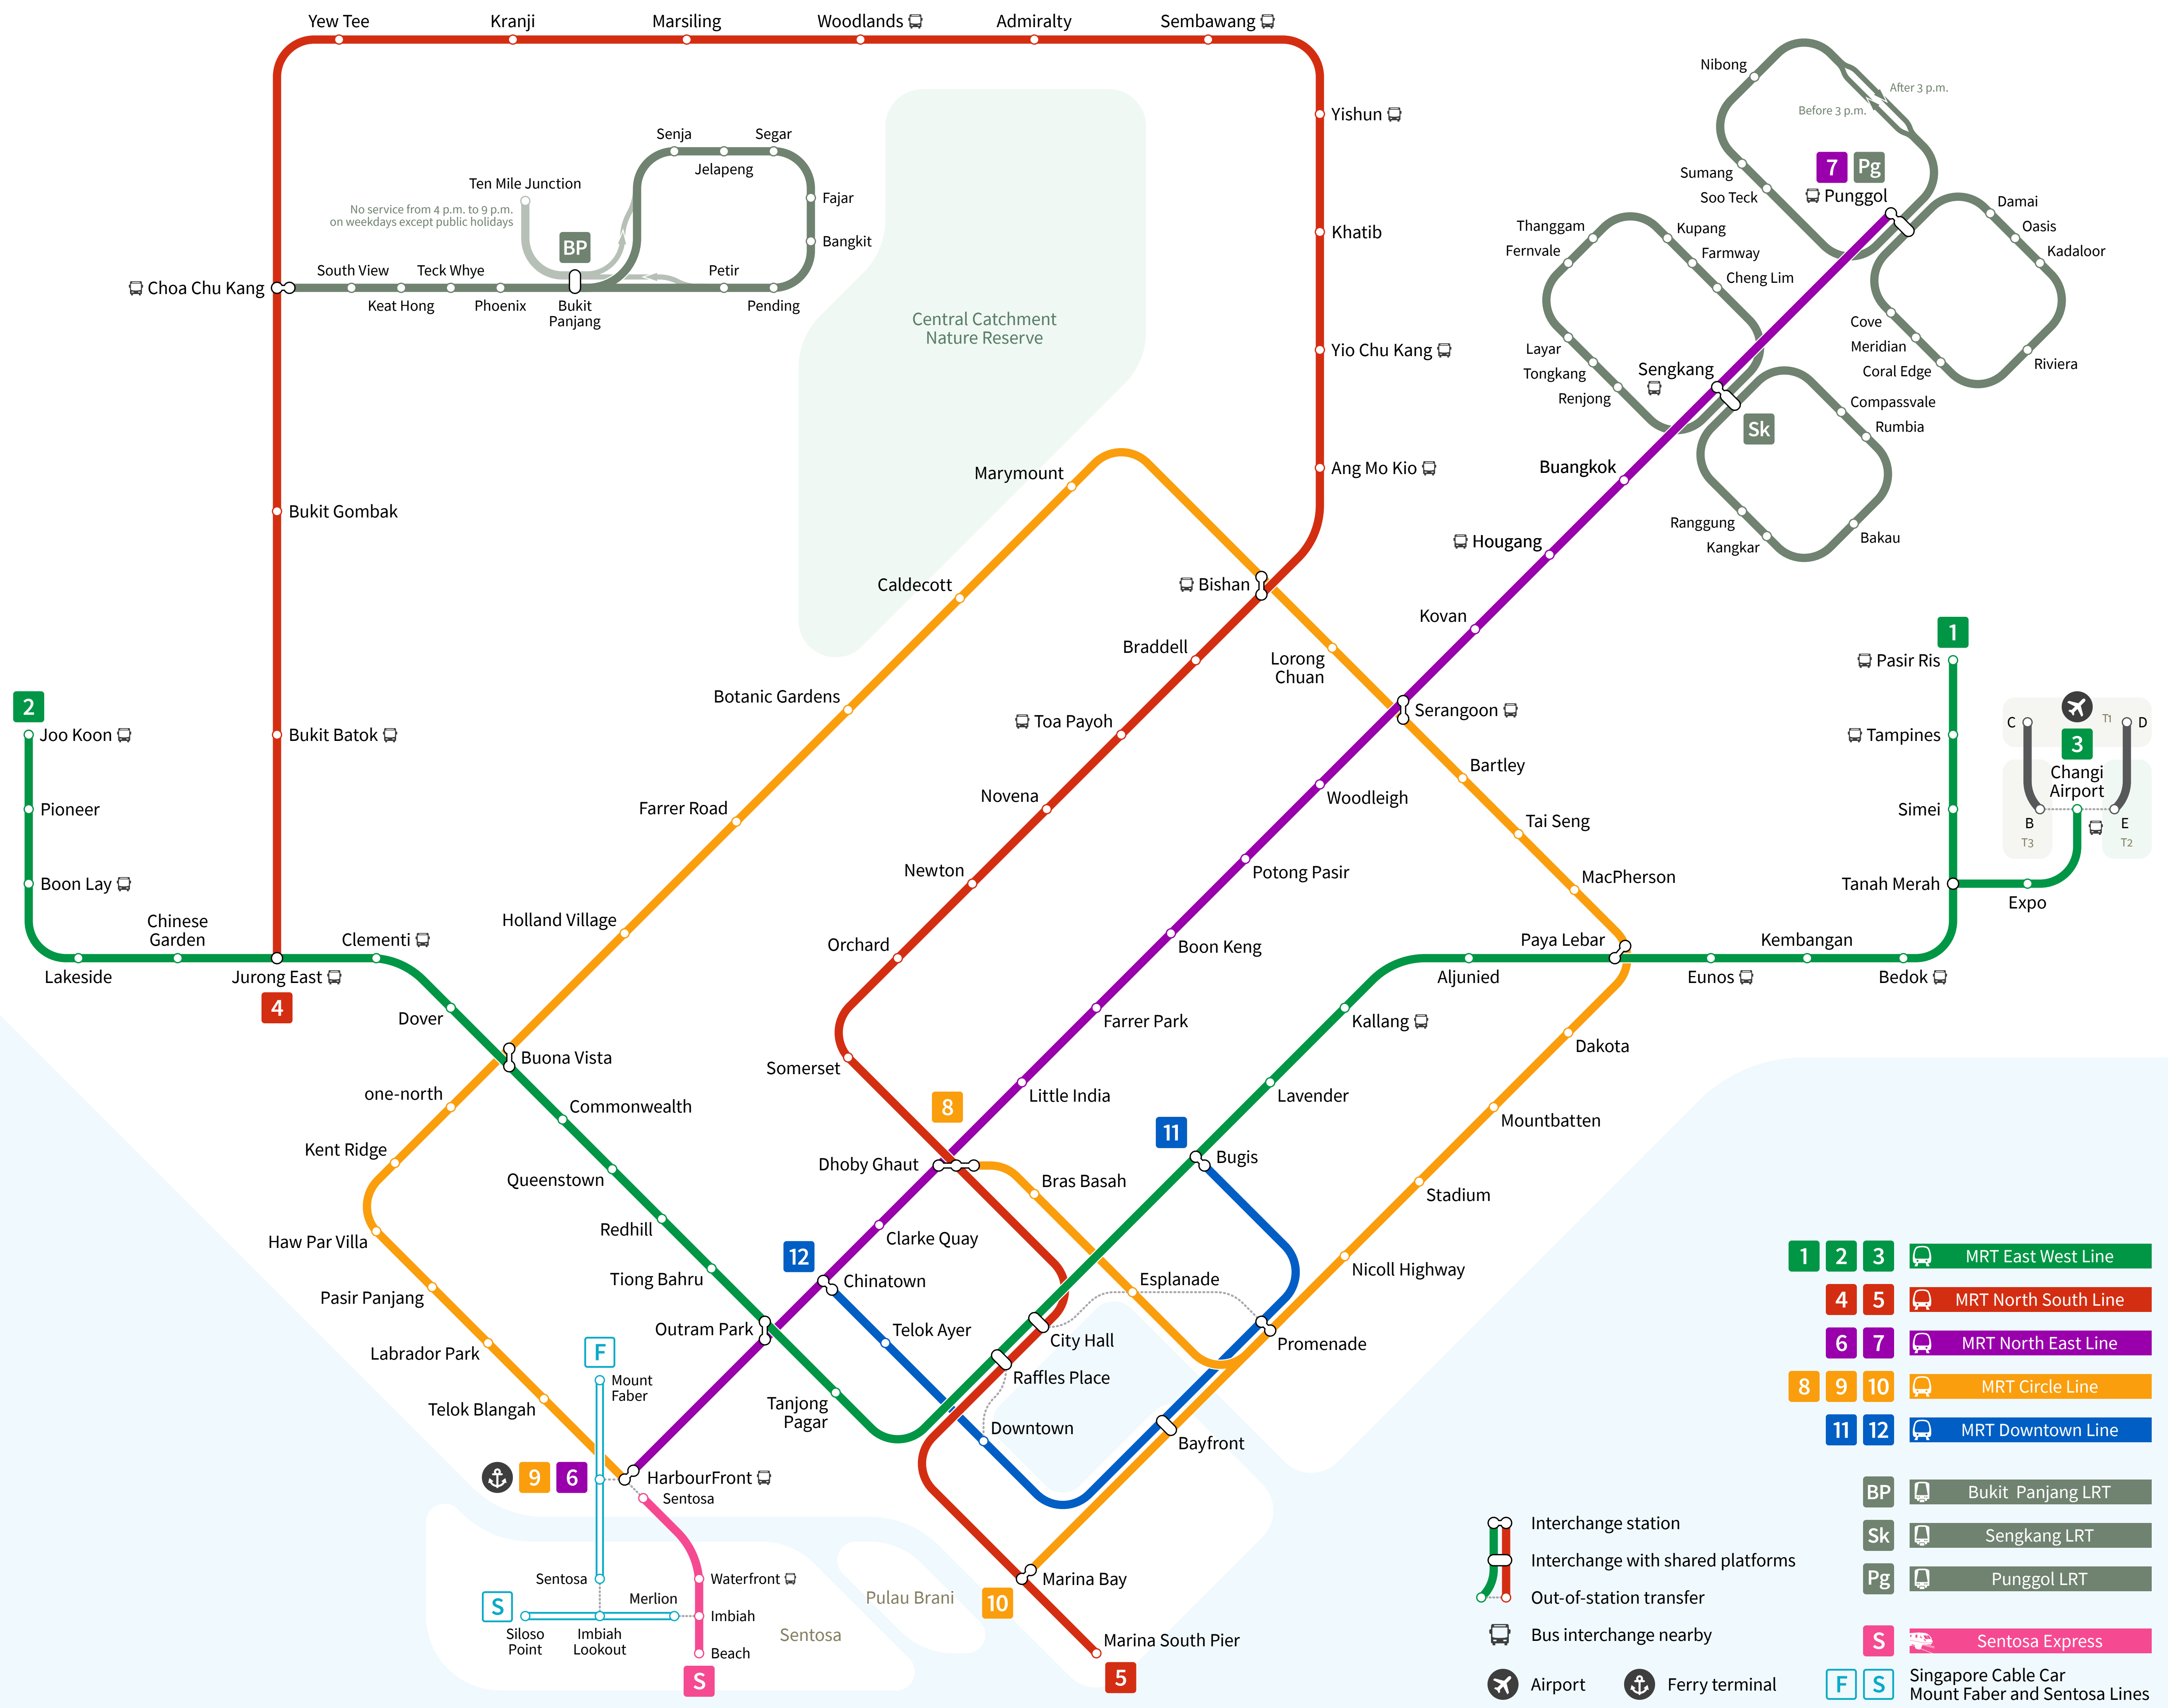 Yew Tee
Kranji
Marsiling
Woodlands
Admiralty
Sembawang
Nibong
After 3 p.m.
Before 3 p.m.
Yishun
Senja
Segar
Jelapeng
7 Pg
Punggol
Sumang
Soo Teck
Ten Mile Junction
No service from 4 p.m. to 9 p.m.
on weekdays except public holidays
Fajar
Bangkit
BP
Khatib
Thanggam
Fernvale
Kupang
Farmway
Cheng Lim
Damai
Oasis
Kadaloor
Choa Chu Kang
South View
Teck Whye
Petir
Keat Hong
Phoenix
Bukit
Panjang
Pending
Central Catchment
Nature Reserve
Yio Chu Kang
Layar
Tongkang
Renjong
Sengkang
Cove
Meridian
Coral Edge
Riviera
Sk
Compassvale
Rumbia
Marymount
Ang Mo Kio
Buangkok
Bukit Gombak
Ranggung
Kangkar
Bakau
Hougang
Caldecott
Bishan
Kovan
1
Braddell
Lorong
Chuan
Pasir Ris
2
Botanic Gardens
Toa Payoh
Serangoon
Joo Koon
Bukit Batok
Tampines
C
T1
D
3
Changi
Airport
Bartley
Pioneer
Farrer Road
Novena
Woodleigh
Tai Seng
Simei
B
E
T3
T2
Boon Lay
Newton
Potong Pasir
MacPherson
Tanah Merah
Expo
Chinese
Garden
Clementi
Holland Village
Orchard
Boon Keng
Paya Lebar
Kembangan
Lakeside
Jurong East
Aljunied
Eunos
Bedok
4
Dover
Farrer Park
Kallang
Dakota
Buona Vista
Somerset
one-north
Commonwealth
Little India
Lavender
Mountbatten
8
11
Kent Ridge
Queenstown
Dhoby Ghaut
Bras Basah
Bugis
Stadium
Redhill
Haw Par Villa
Clarke Quay
12
Tiong Bahru
Chinatown
Esplanade
Nicoll Highway
Pasir Panjang
Outram Park
Telok Ayer
City Hall
Promenade
Labrador Park
F
Mount
Faber
Raffles Place
Telok Blangah
Tanjong
Pagar
Downtown
Bayfront
9 6
HarbourFront
Sentosa
Sentosa
Waterfront
Marina Bay
Merlion
Imbiah
S
Siloso
Point
Imbiah
Lookout
Beach
S
Pulau Brani
Sentosa
10
Marina South Pier
5
1 2 3 MRT East West Line
4 5 MRT North South Line
6 7 MRT North East Line
8 9 10 MRT Circle Line
11 12 MRT Downtown Line
BP Bukit Panjang LRT
Sk Sengkang LRT
Pg Punggol LRT
S Sentosa Express
F S Singapore Cable Car
Mount Faber and Sentosa Lines
Interchange station
Interchange with shared platforms
Out-of-station transfer
Bus interchange nearby
Airport
Ferry terminal